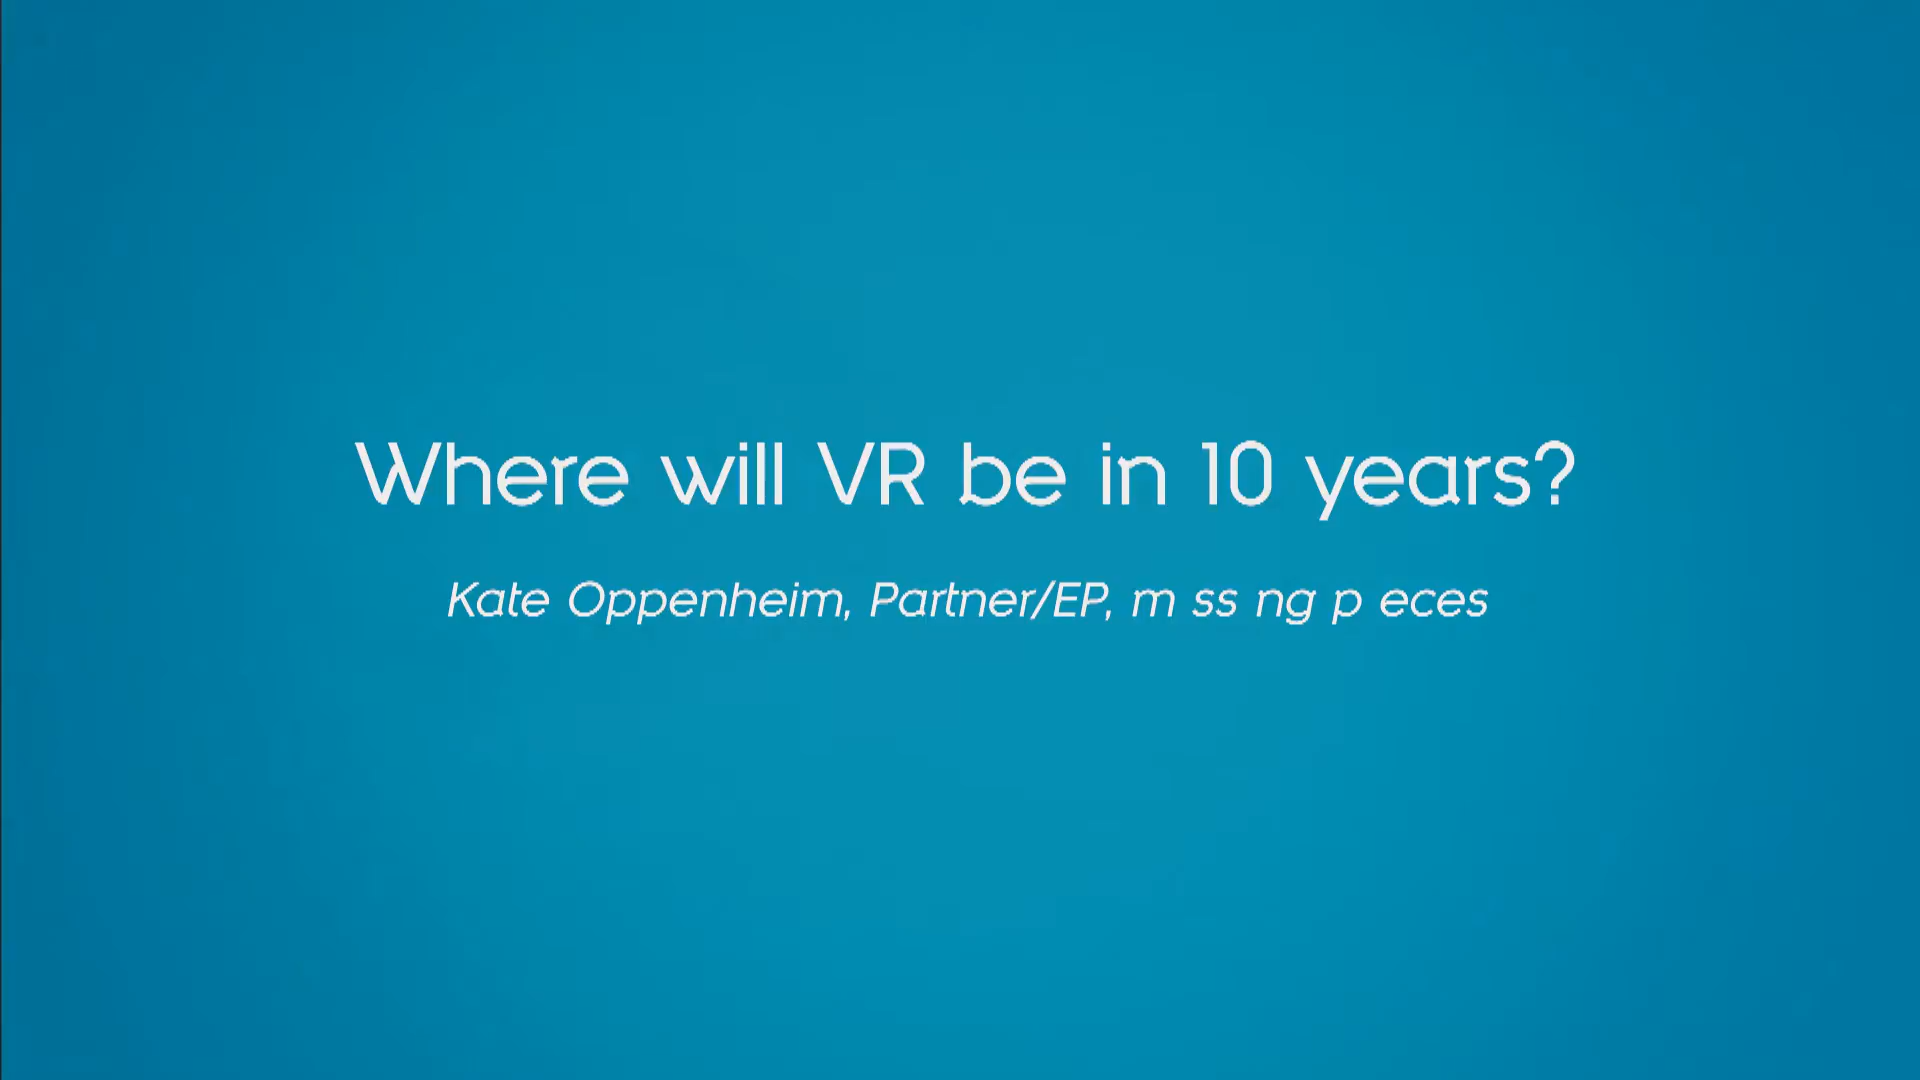 Where will VR be in 10 years?
Kate Oppenheim, Partner/EP, m ss ng p eces